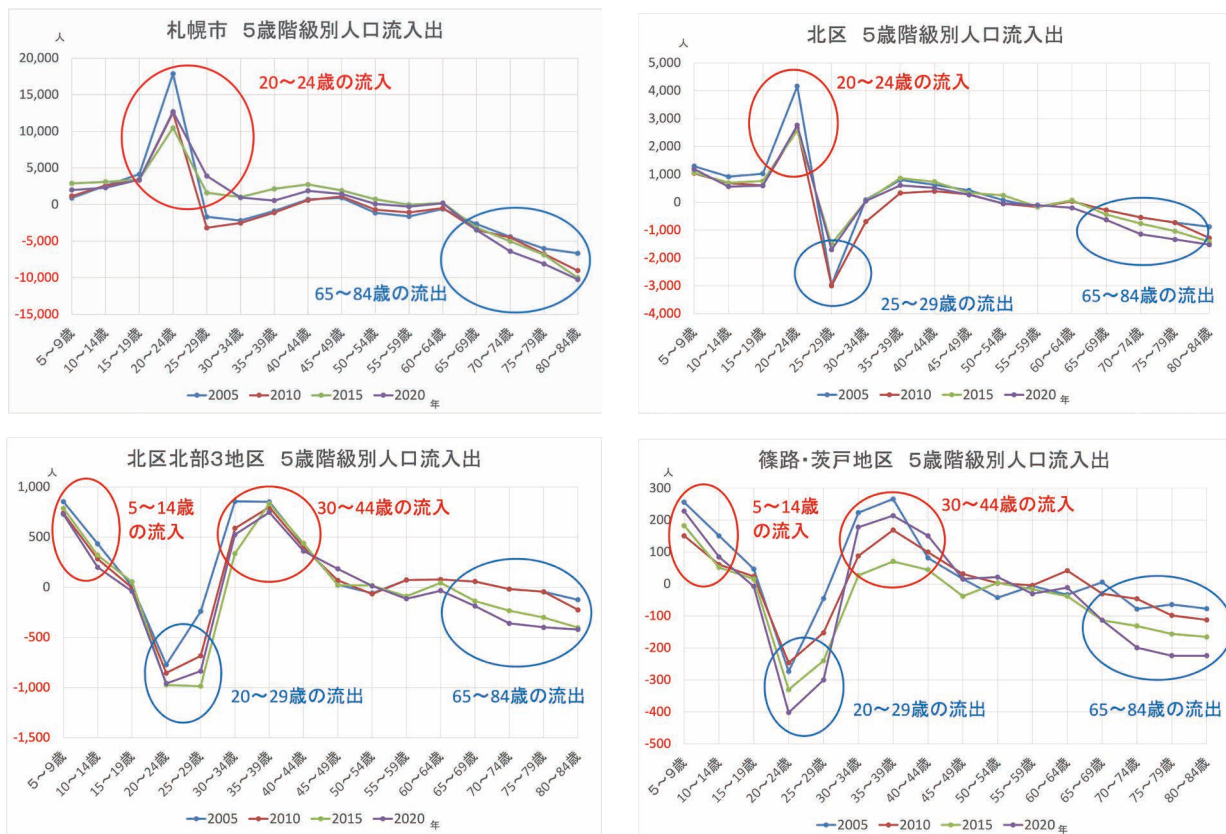 札幌市 5歳階級別人口流入出
人
20,000
15,000
10,000
5,000
0
-5,000
-10,000
-15,000
20～24歳の流入
65～84歳の流出
5～9歳
10～14歳
15～19歳
20～24歳
25～29歳
30～34歳
35～39歳
40～44歳
45～49歳
50～54歳
55～59歳
60～64歳
65～69歳
70～74歳
75～79歳
80～84歳
2005 2010 2015 2020 年
北区 5歳階級別人口流入出
人
5,000
4,000
3,000
2,000
1,000
0
-1,000
-2,000
-3,000
-4,000
20～24歳の流入
25～29歳の流出
65～84歳の流出
5～9歳
10～14歳
15～19歳
20～24歳
25～29歳
30～34歳
35～39歳
40～44歳
45～49歳
50～54歳
55～59歳
60～64歳
65～69歳
70～74歳
75～79歳
80～84歳
2005 2010 2015 2020 年
北区北部3地区 5歳階級別人口流入出
人
1,000
500
0
-500
-1,000
-1,500
5～14歳
の流入
30～44歳の流入
20～29歳の流出
65～84歳の流出
5～9歳
10～14歳
15～19歳
20～24歳
25～29歳
30～34歳
35～39歳
40～44歳
45～49歳
50～54歳
55～59歳
60～64歳
65～69歳
70～74歳
75～79歳
80～84歳
2005 2010 2015 2020 年
篠路・茨戸地区 5歳階級別人口流入出
人
300
200
100
0
-100
-200
-300
-400
-500
5～14歳
の流入
30～44歳の流入
20～29歳の流出
65～84歳の流出
5～9歳
10～14歳
15～19歳
20～24歳
25～29歳
30～34歳
35～39歳
40～44歳
45～49歳
50～54歳
55～59歳
60～64歳
65～69歳
70～74歳
75～79歳
80～84歳
2005 2010 2015 2020 年